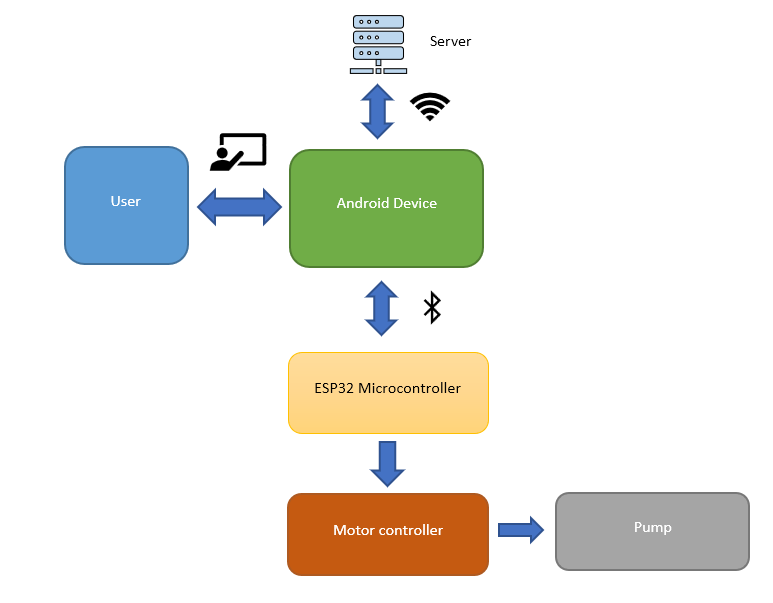 Server
User
Android Device
ESP32 Microcontroller
Motor controller
Pump